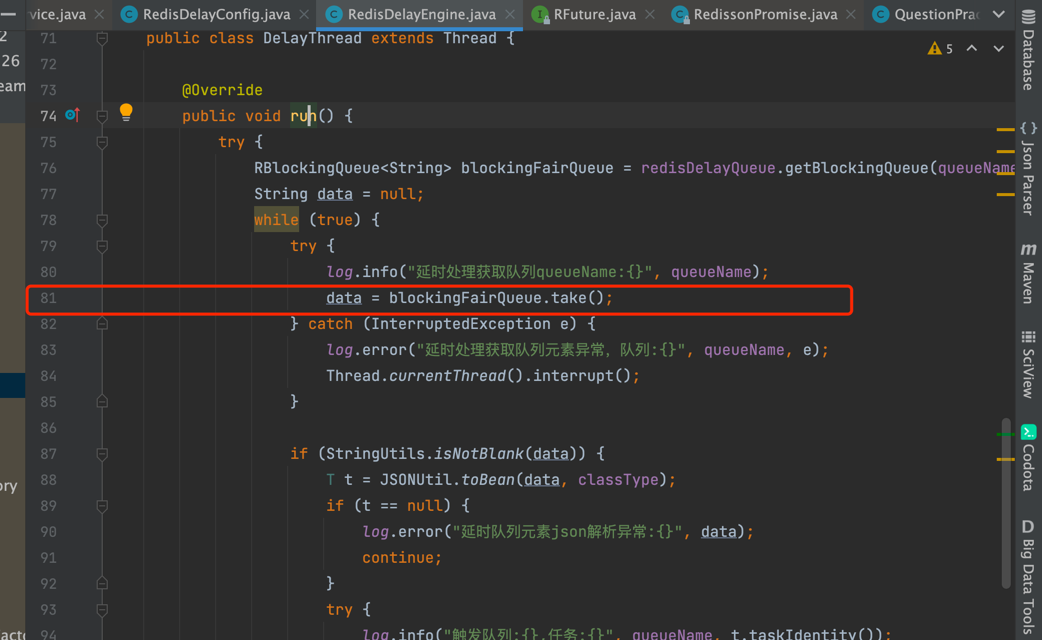 vice.java RedisDelayConfig.java RedisDelayEngine.java RFuture.java RedissonPromise.java QuestionPrac
71 public class DelayThread extends Thread {
5
72
73 @Override
74 public void run() {
75 try {
76 RBlockingQueue<String> blockingFairQueue = redisDelayQueue.getBlockingQueue(queueName
77 String data = null;
78 while (true) {
79 try {
80 log.info("延时处理获取队列queueName:{}", queueName);
81 data = blockingFairQueue.take();
82 } catch (InterruptedException e) {
83 log.error("延时处理获取队列元素异常，队列:{}", queueName, e);
84 Thread.currentThread().interrupt();
85 }
86
87 if (StringUtils.isNotBlank(data)) {
88 T t = JSONUtil.toBean(data, classType);
89 if (t == null) {
90 log.error("延时队列元素json解析异常:{}", data);
91 continue;
92 }
93 try {
94 log.info("触发队列:{},任务:{}", queueName, t.taskIdentity());
2
26
eam
ory
acto
Database
Json Parser
Maven
SciView
Codota
Big Data Tools